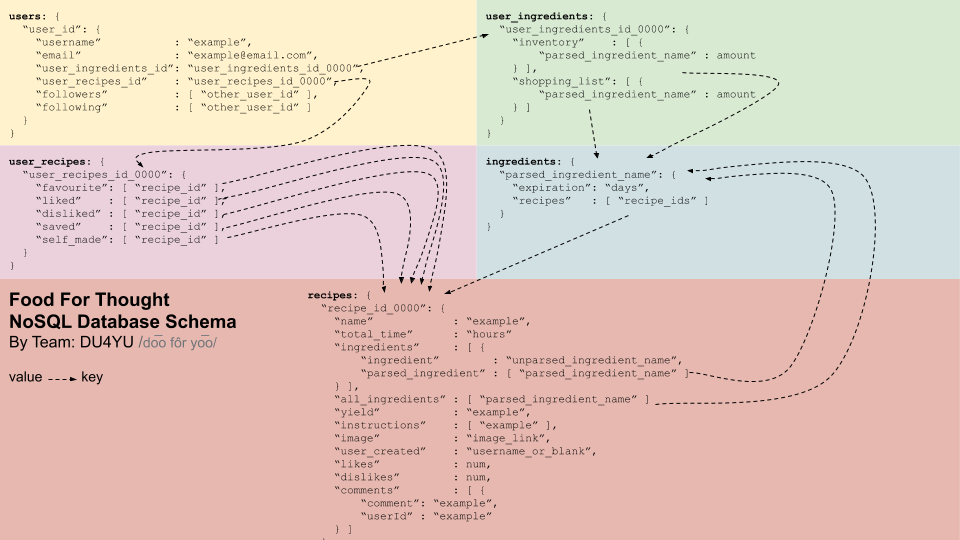 users: {
“user_id”: {
“username” : “example”,
“email” : “example@email.com”,
“user_ingredients_id”: “user_ingredients_id_0000”,
“user_recipes_id” : “user_recipes_id_0000”,
“followers” : [ “other_user_id” ],
“following” : [ “other_user_id” ]
}
}
user_ingredients: {
“user_ingredients_id_0000”: {
“inventory” : [ {
“parsed_ingredient_name” : amount
} ],
“shopping_list”: [ {
“parsed_ingredient_name” : amount
} ]
}
}
user_recipes: {
“user_recipes_id_0000”: {
“favourite”: [ “recipe_id” ],
“liked” : [ “recipe_id” ],
“disliked” : [ “recipe_id” ],
“saved” : [ “recipe_id” ],
“self_made”: [ “recipe_id” ]
}
}
ingredients: {
“parsed_ingredient_name”: {
“expiration”: “days”,
“recipes” : [ “recipe_ids” ]
}
}
Food For Thought
NoSQL Database Schema
By Team: DU4YU /do͞o fôr yoo/
value key
recipes: {
“recipe_id_0000”: {
“name” : “example”,
“total_time” : “hours”
“ingredients” : [ {
“ingredient” : “unparsed_ingredient_name”,
“parsed_ingredient” : [ “parsed_ingredient_name” ]
} ],
“all_ingredients” : [ “parsed_ingredient_name” ]
“yield” : “example”,
“instructions” : [ “example” ],
“image” : “image_link”,
“user_created” : “username_or_blank”,
“likes” : num,
“dislikes” : num,
“comments” : [ {
“comment”: “example”,
“userId” : “example”
} ]